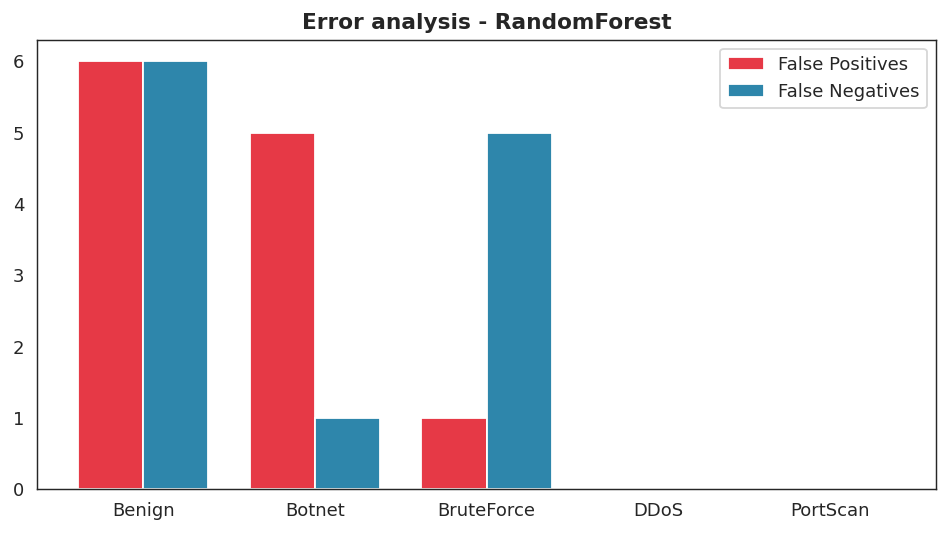 Error analysis - RandomForest
False Positives
False Negatives
6
5
4
3
2
1
0
Benign
Botnet
BruteForce
DDoS
PortScan